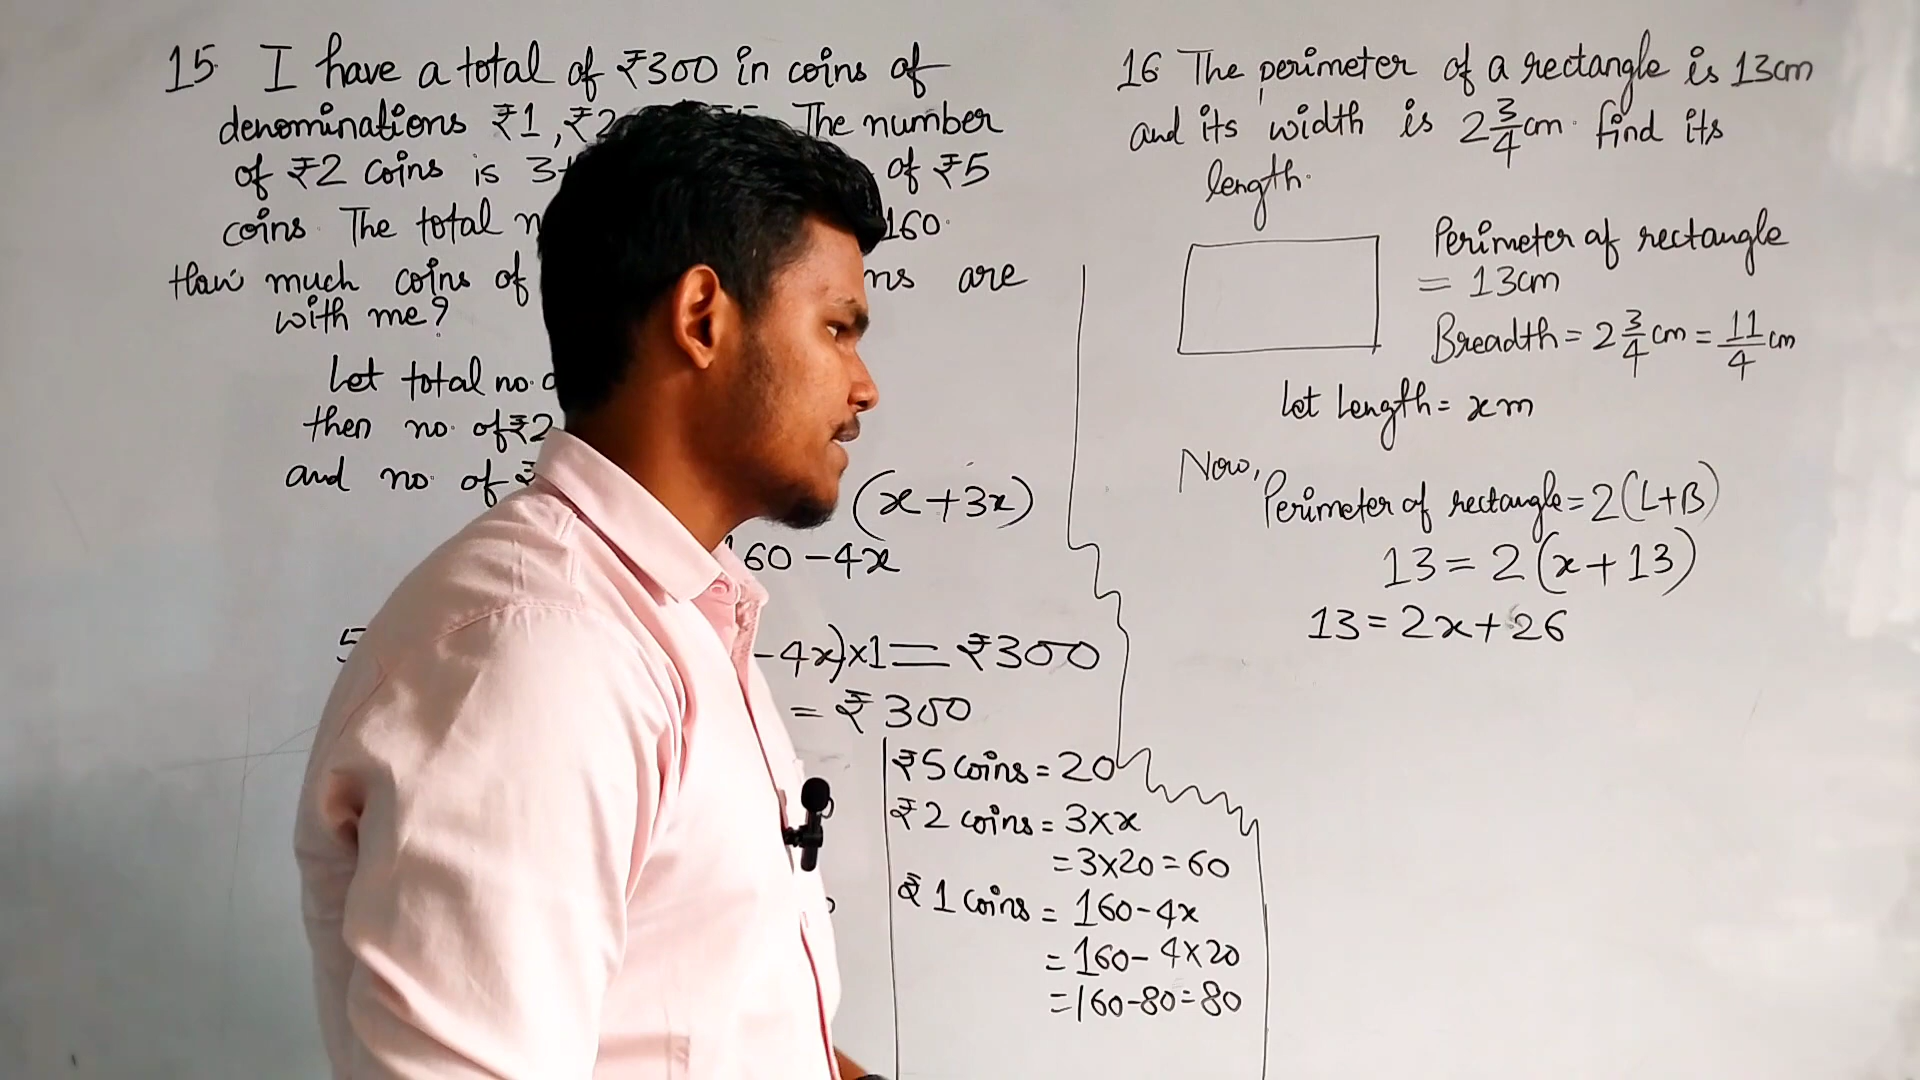 15. I have a total of ₹300 in coins of
denominations ₹1, ₹2 The number
of ₹2 coins is 3 of ₹5
coins. The total 160.
How much coins of are
with me?
Let total no.
then no. of ₹2
and no. of
(x+3x)
160-4x
5 -4x)×1=₹300
=₹300
₹5 coins = 20
₹2 coins = 3×x
=3×20=60
₹1 coins = 160-4x
=160-4×20
=160-80=80
16 The perimeter of a rectangle is 13cm
and its width is 2 3/4 cm. find its
length.
Perimeter of rectangle
= 13cm
Breadth = 2 3/4 cm = 11/4 cm
Let Length = xm
Now,
Perimeter of rectangle = 2(L+B)
13 = 2(x+13)
13 = 2x+26